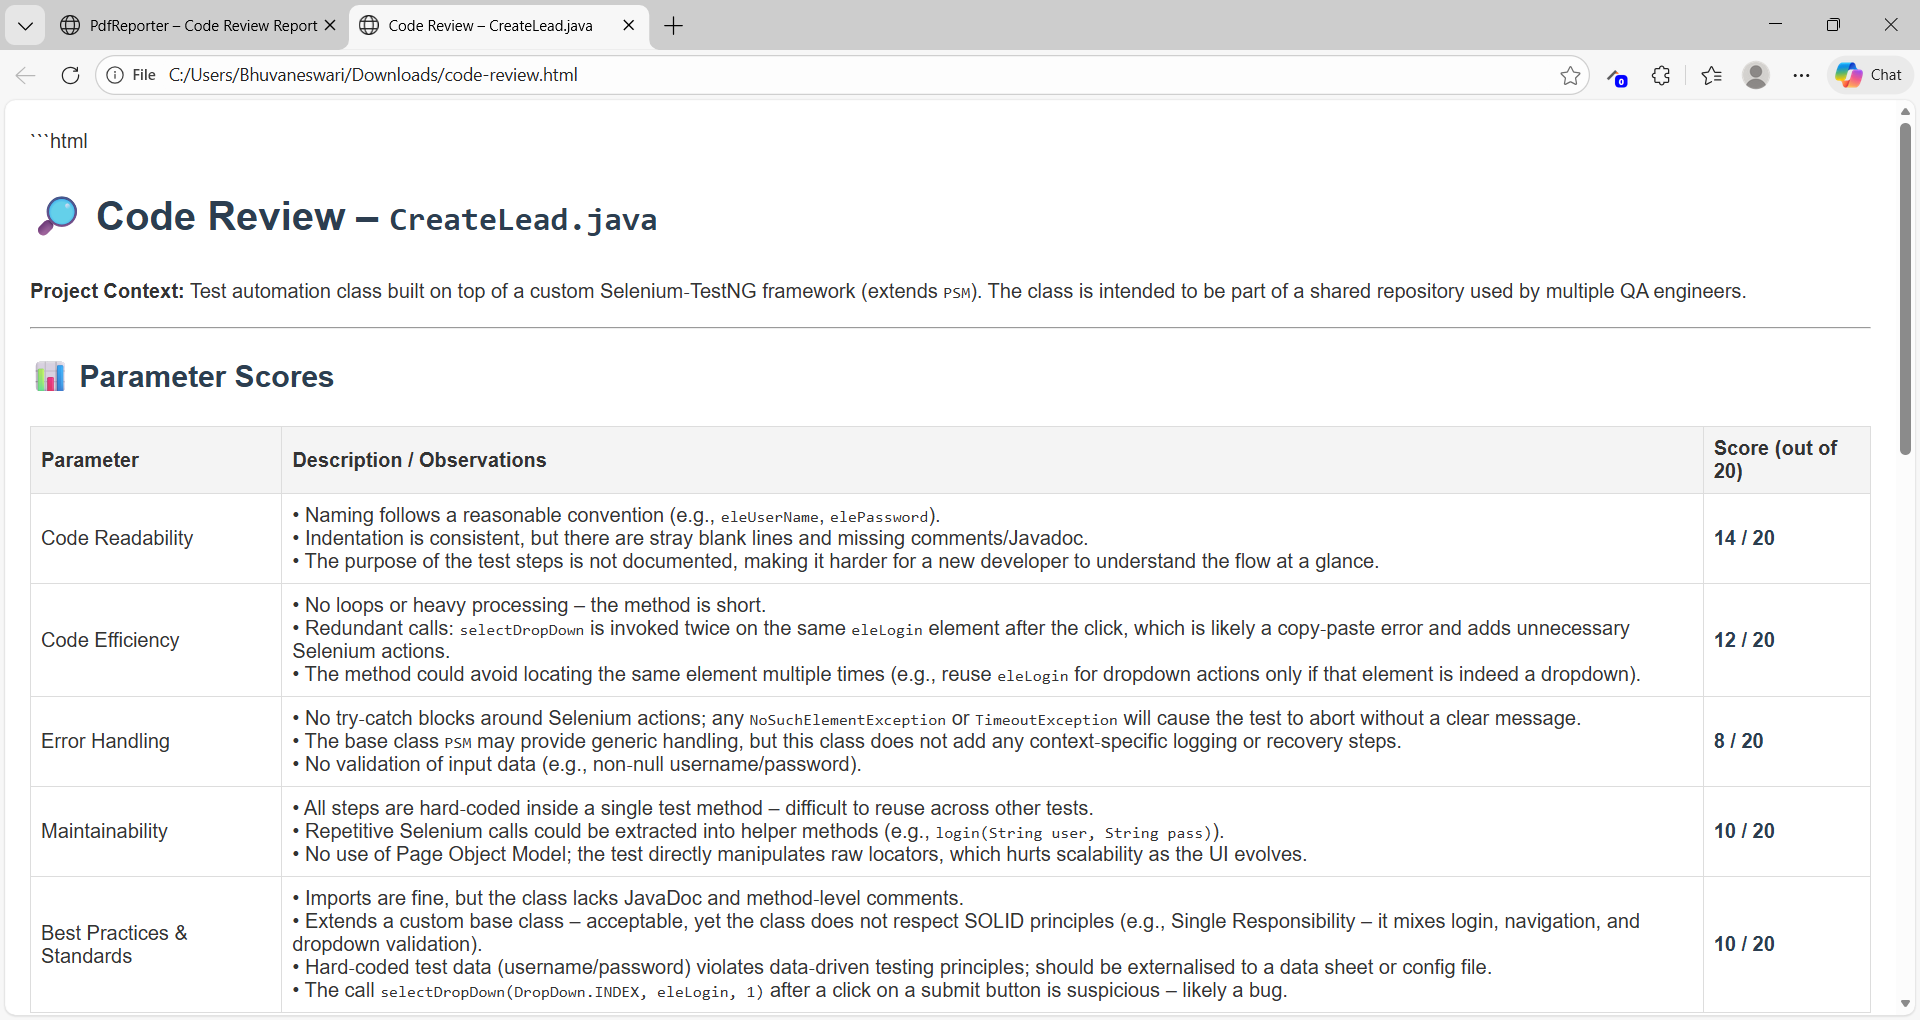 PdfReporter – Code Review Report
Code Review – CreateLead.java
File C:/Users/Bhuvaneswari/Downloads/code-review.html
0
Chat
```html
Code Review – CreateLead.java
Project Context: Test automation class built on top of a custom Selenium-TestNG framework (extends PSM). The class is intended to be part of a shared repository used by multiple QA engineers.
Parameter Scores
Parameter
Description / Observations
Score (out of
20)
Code Readability
• Naming follows a reasonable convention (e.g., eleUserName, elePassword).
• Indentation is consistent, but there are stray blank lines and missing comments/Javadoc.
• The purpose of the test steps is not documented, making it harder for a new developer to understand the flow at a glance.
14 / 20
Code Efficiency
• No loops or heavy processing – the method is short.
• Redundant calls: selectDropDown is invoked twice on the same eleLogin element after the click, which is likely a copy-paste error and adds unnecessary
Selenium actions.
• The method could avoid locating the same element multiple times (e.g., reuse eleLogin for dropdown actions only if that element is indeed a dropdown).
12 / 20
Error Handling
• No try-catch blocks around Selenium actions; any NoSuchElementException or TimeoutException will cause the test to abort without a clear message.
• The base class PSM may provide generic handling, but this class does not add any context-specific logging or recovery steps.
• No validation of input data (e.g., non-null username/password).
8 / 20
Maintainability
• All steps are hard-coded inside a single test method – difficult to reuse across other tests.
• Repetitive Selenium calls could be extracted into helper methods (e.g., login(String user, String pass)).
• No use of Page Object Model; the test directly manipulates raw locators, which hurts scalability as the UI evolves.
10 / 20
Best Practices &
Standards
• Imports are fine, but the class lacks JavaDoc and method-level comments.
• Extends a custom base class – acceptable, yet the class does not respect SOLID principles (e.g., Single Responsibility – it mixes login, navigation, and
dropdown validation).
• Hard-coded test data (username/password) violates data-driven testing principles; should be externalised to a data sheet or config file.
• The call selectDropDown(DropDown.INDEX, eleLogin, 1) after a click on a submit button is suspicious – likely a bug.
10 / 20